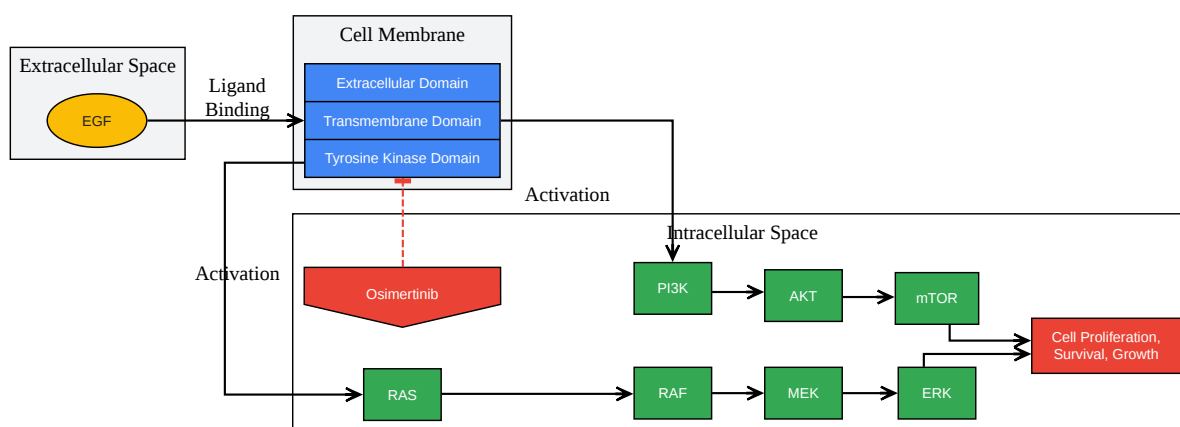 Cell Membrane
Extracellular Space
Ligand
Binding
EGF
Extracellular Domain
Transmembrane Domain
Tyrosine Kinase Domain
Activation
Intracellular Space
Activation
Osimertinib
PI3K
AKT
mTOR
Cell Proliferation,
Survival, Growth
RAS
RAF
MEK
ERK